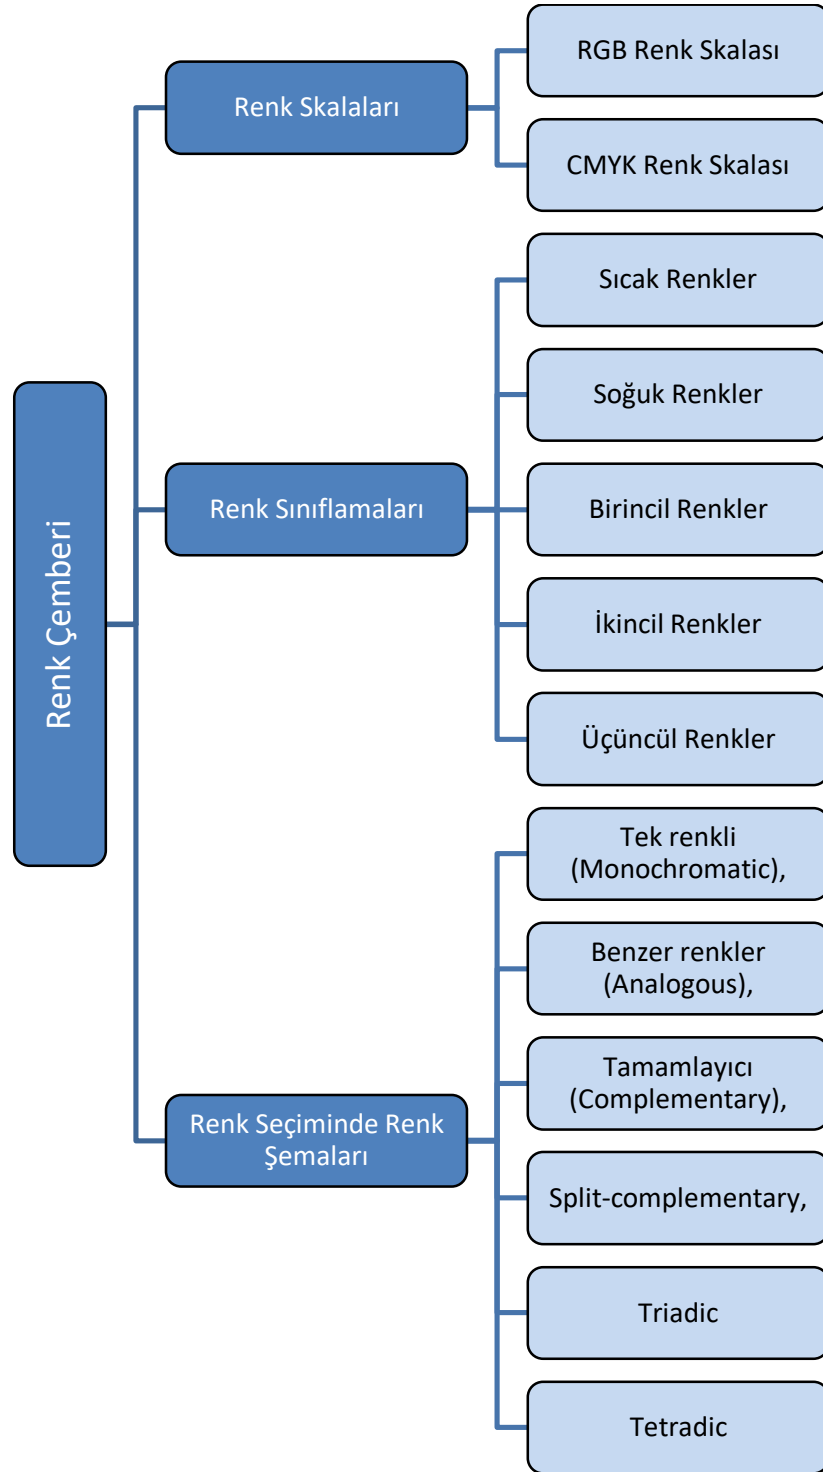 Renk Çemberi
Renk Skalaları
RGB Renk Skalası
CMYK Renk Skalası
Renk Sınıflamaları
Sıcak Renkler
Soğuk Renkler
Birincil Renkler
İkincil Renkler
Üçüncül Renkler
Renk Seçiminde Renk
Şemaları
Tek renkli
(Monochromatic),
Benzer renkler
(Analogous),
Tamamlayıcı
(Complementary),
Split-complementary,
Triadic
Tetradic